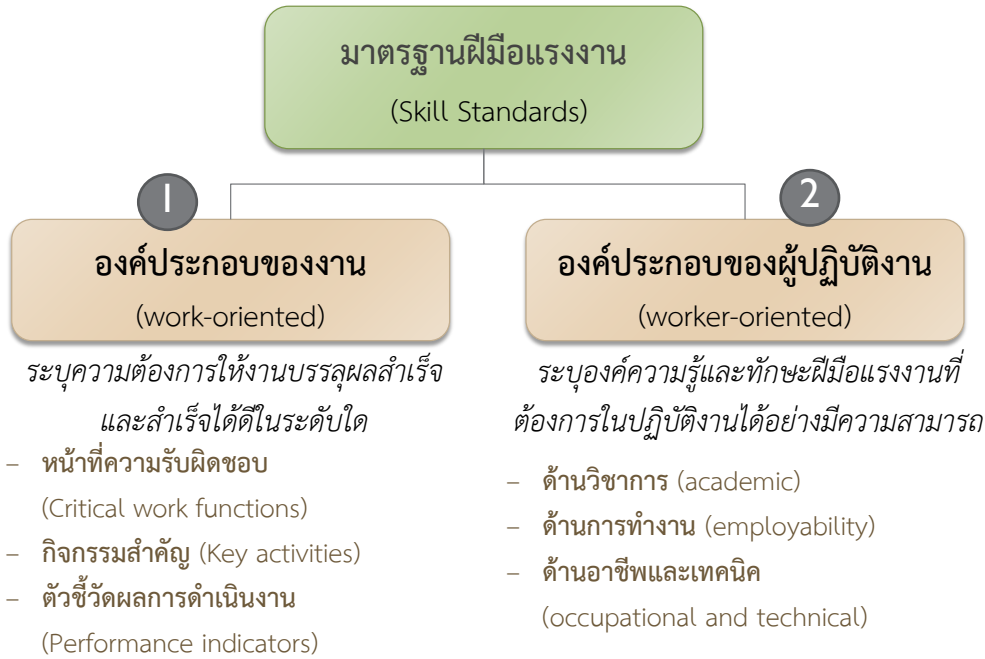 มาตรฐานฝีมือแรงงาน
(Skill Standards)
1
องค์ประกอบของงาน
(work-oriented)
ระบุความต้องการให้งานบรรลุผลสำเร็จ
และสำเร็จได้ดีในระดับใด
– หน้าที่ความรับผิดชอบ
(Critical work functions)
– กิจกรรมสำคัญ (Key activities)
– ตัวชี้วัดผลการดำเนินงาน
(Performance indicators)
2
องค์ประกอบของผู้ปฏิบัติงาน
(worker-oriented)
ระบุองค์ความรู้และทักษะฝีมือแรงงานที่
ต้องการในปฏิบัติงานได้อย่างมีความสามารถ
– ด้านวิชาการ (academic)
– ด้านการทำงาน (employability)
– ด้านอาชีพและเทคนิค
(occupational and technical)